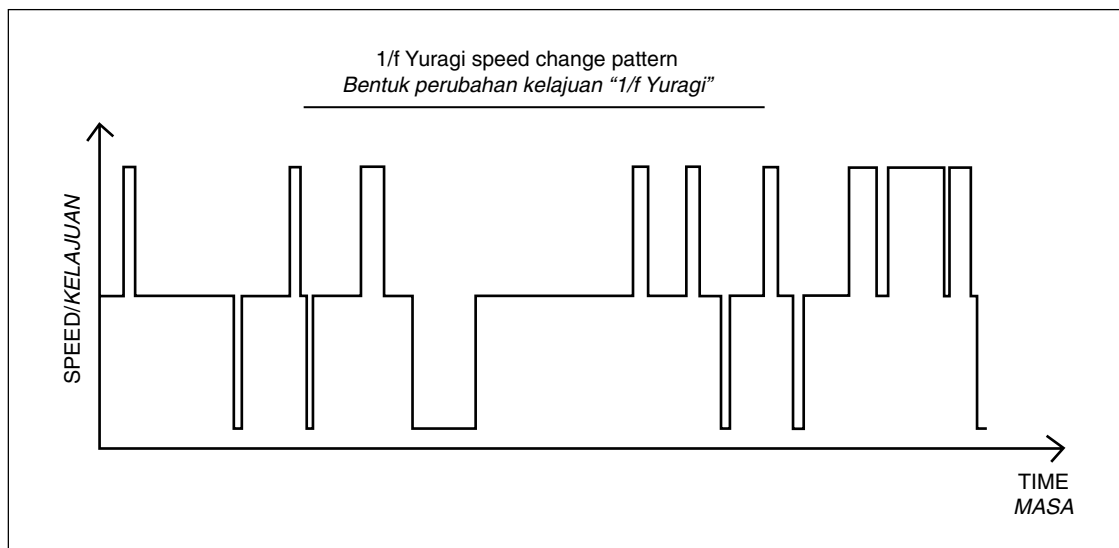 1/f Yuragi speed change pattern
Bentuk perubahan kelajuan “1/f Yuragi”
SPEED/KELAJUAN
TIME
MASA